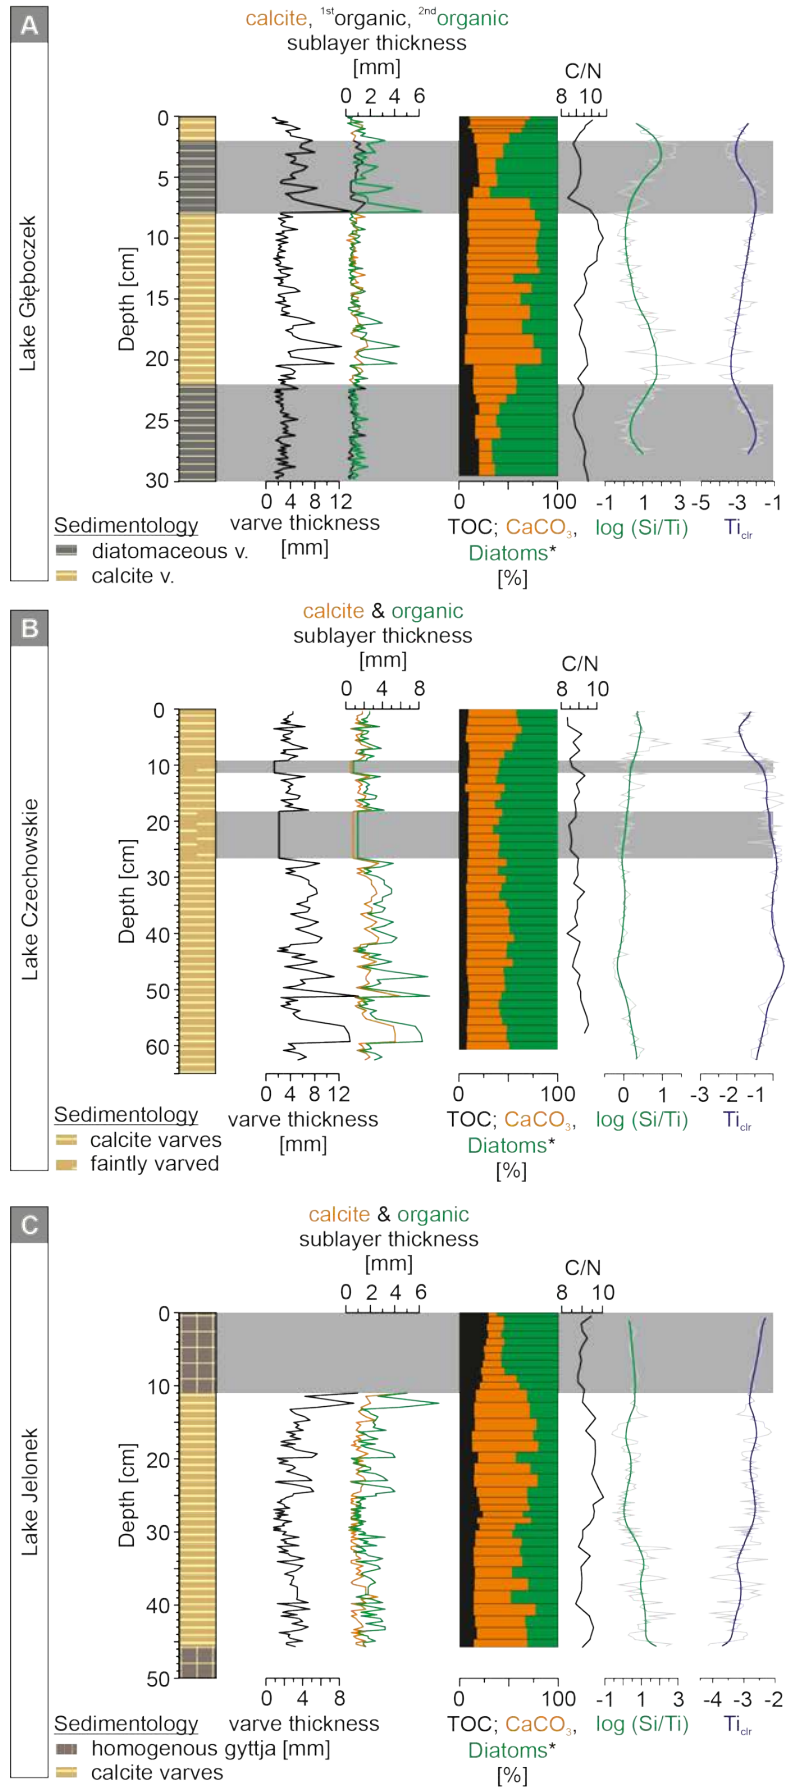 A
Lake Głęboczek
calcite, 1storganic, 2ndorganic
sublayer thickness
[mm]
C/N
0 2 4 6
8 10
0
5
10
15
20
25
30
Depth [cm]
0 4 8 12
0 100
-1 1 3
-5 -3 -1
Sedimentology
diatomaceous v.
calcite v.
varve thickness
[mm]
TOC; CaCO3,
Diatoms*
[%]
log (Si/Ti)
Ticlr
B
Lake Czechowskie
calcite & organic
sublayer thickness
[mm]
C/N
0 4 8
8 10
0
10
20
30
40
50
60
Depth [cm]
0 4 8 12
0 100
0 1
-3 -2 -1
Sedimentology
calcite varves
faintly varved
varve thickness
[mm]
TOC; CaCO3,
Diatoms*
[%]
log (Si/Ti)
Ticlr
C
Lake Jelonek
calcite & organic
sublayer thickness
[mm]
C/N
0 2 4 6
8 10
0
10
20
30
40
50
Depth [cm]
0 4 8
0 100
-1 1 3
-4 -3 -2
Sedimentology
homogenous gyttja [mm]
calcite varves
varve thickness
TOC; CaCO3,
Diatoms*
[%]
log (Si/Ti)
Ticlr